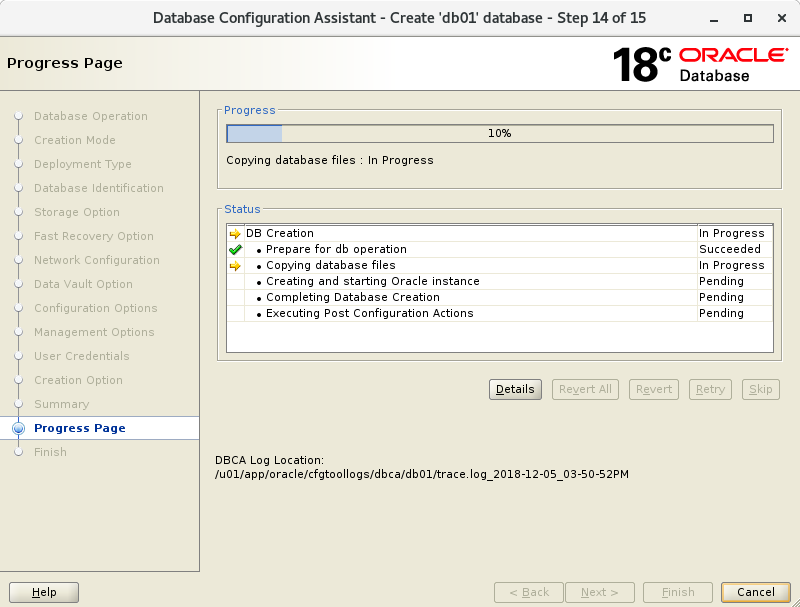 Database Configuration Assistant - Create 'db01' database - Step 14 of 15
Progress Page
18c ORACLE
Database
Database Operation
Creation Mode
Deployment Type
Database Identification
Storage Option
Fast Recovery Option
Network Configuration
Data Vault Option
Configuration Options
Management Options
User Credentials
Creation Option
Summary
Progress Page
Finish
Progress
10%
Copying database files : In Progress
Status
DB Creation In Progress
• Prepare for db operation Succeeded
• Copying database files In Progress
• Creating and starting Oracle instance Pending
• Completing Database Creation Pending
• Executing Post Configuration Actions Pending
Details Revert All Revert Retry Skip
DBCA Log Location:
/u01/app/oracle/cfgtoollogs/dbca/db01/trace.log_2018-12-05_03-50-52PM
Help < Back Next > Finish Cancel